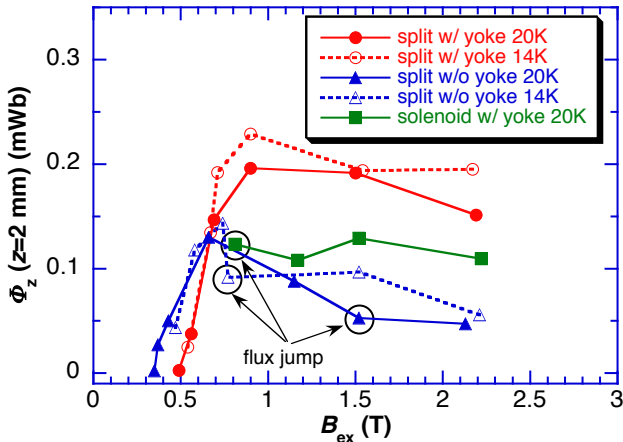 split w/ yoke 20K
split w/ yoke 14K
split w/o yoke 20K
split w/o yoke 14K
solenoid w/ yoke 20K
Φz (z=2 mm) (mWb)
0.3
0.2
0.1
0
flux jump
0 0.5 1 1.5 2 2.5 3
Bex (T)